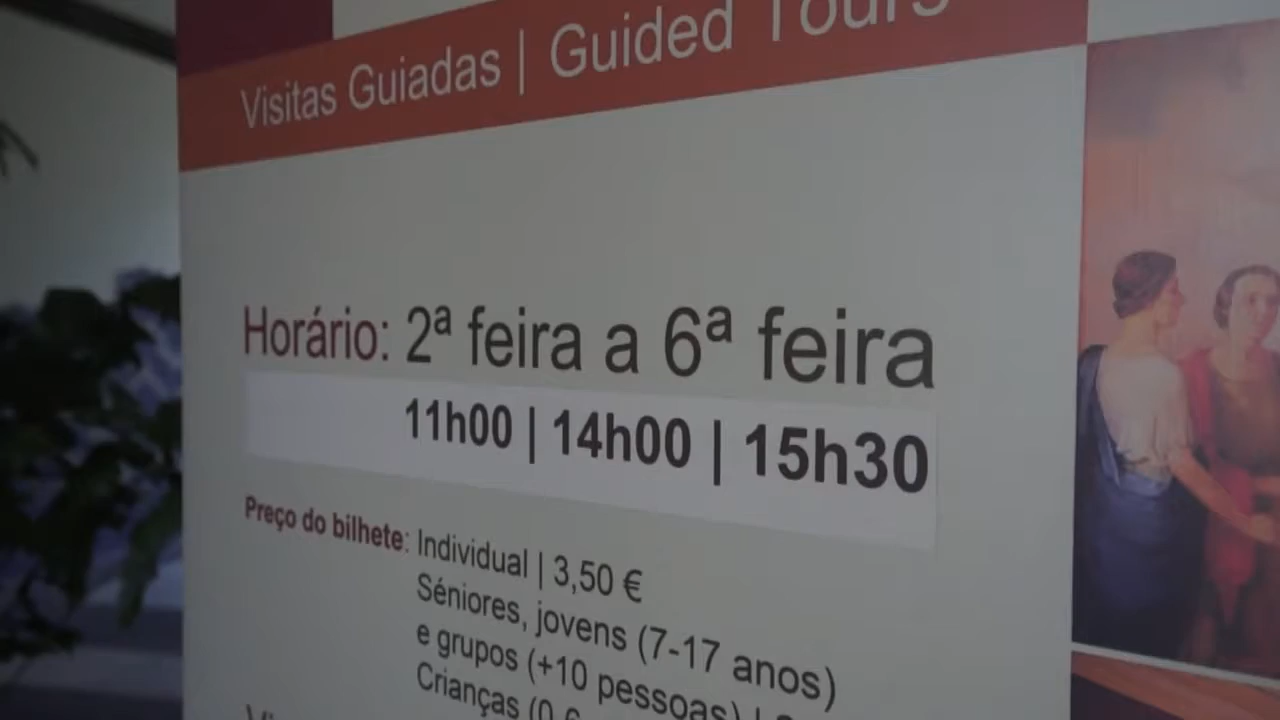 Visitas Guiadas | Guided Tours
Horário: 2ª feira a 6ª feira
11h00 | 14h00 | 15h30
Preço do bilhete: Individual | 3,50 €
Séniores, jovens (7-17 anos)
e grupos (+10 pessoas) |
Crianças (0